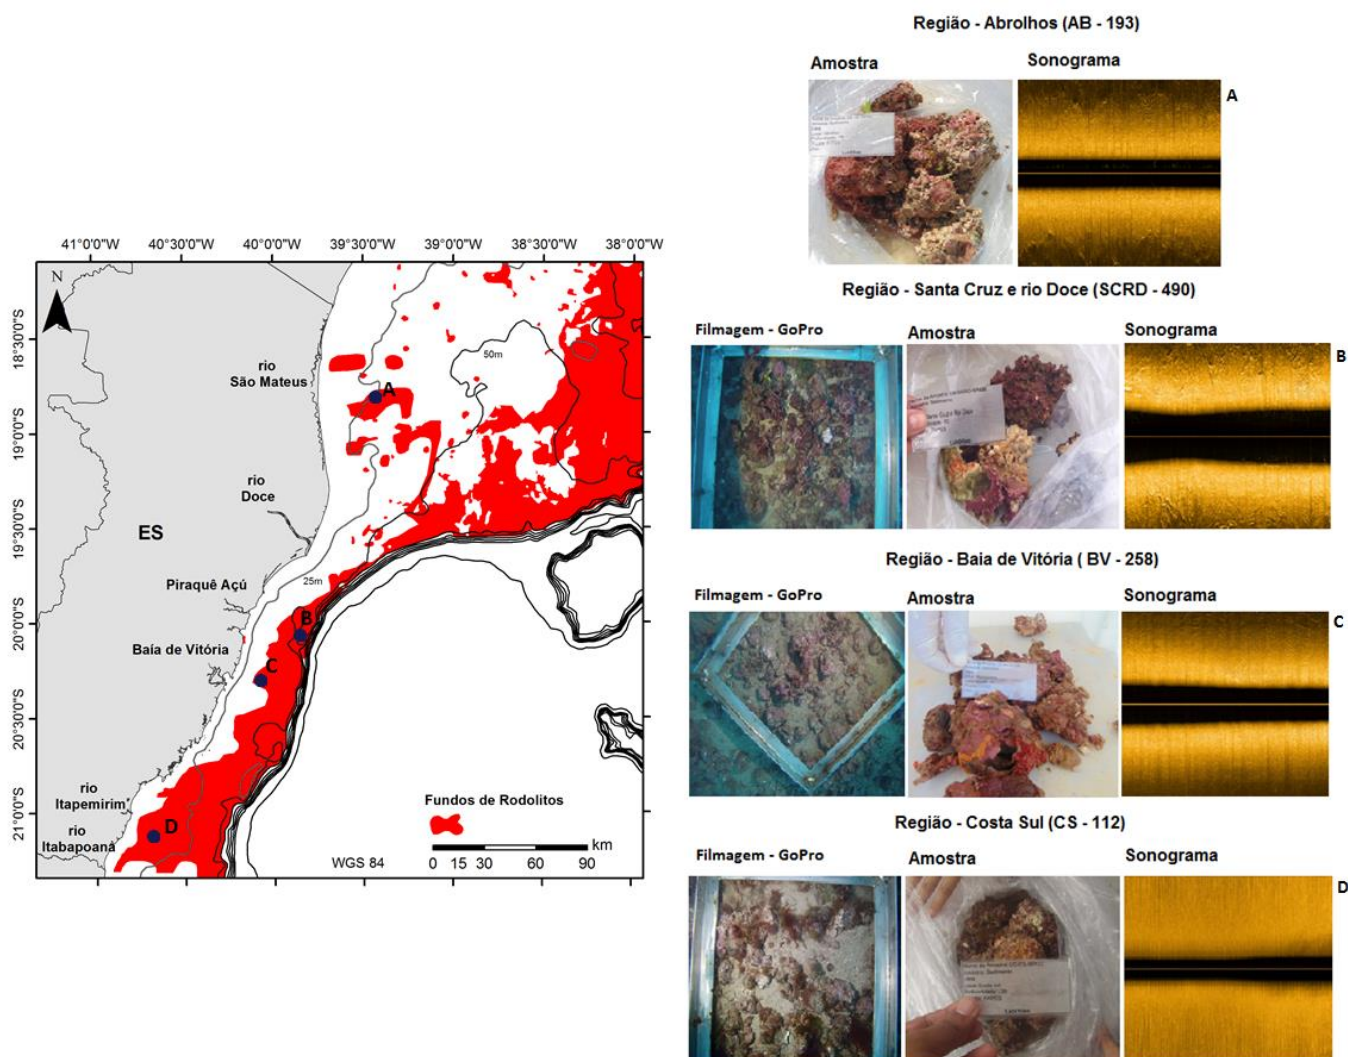 41°0'0"W 40°30'0"W 40°0'0"W 39°30'0"W 39°0'0"W 38°30'0"W 38°0'0"W
N
18°30'0"S
19°0'0"S
19°30'0"S
20°0'0"S
20°30'0"S
21°0'0"S
50m
rio
São Mateus
A
rio
Doce
ES
25m
Piraquê Açú
B
Baía de Vitória
C
rio
Itapemirim
rio
Itabapoana
D
Fundos de Rodolitos
km
0 15 30 60 90
WGS 84
Região - Abrolhos (AB - 193)
Amostra
Sonograma
A
Região - Santa Cruz e rio Doce (SCRD - 490)
Filmagem - GoPro
Amostra
Sonograma
B
Região - Baia de Vitória ( BV - 258)
Filmagem - GoPro
Amostra
Sonograma
C
Região - Costa Sul (CS - 112)
Filmagem - GoPro
Amostra
Sonograma
D